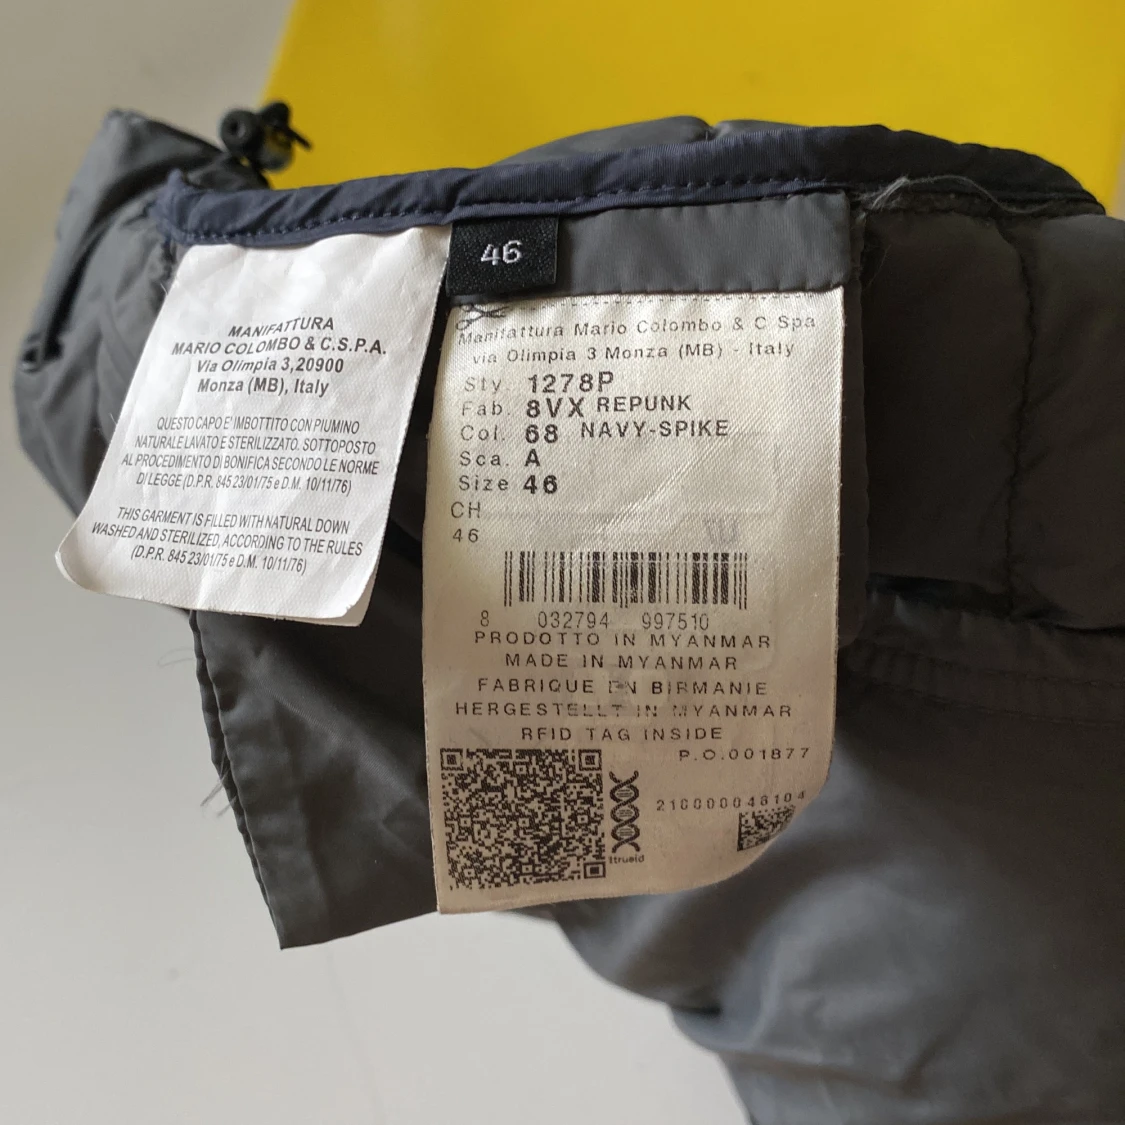 46
MANIFATTURA
MARIO COLOMBO & C.S.P.A.
Via Olimpia 3,20900
Monza (MB), Italy
QUESTO CAPO E' IMBOTTITO CON PIUMINO
NATURALE LAVATO E STERILIZZATO. SOTTOPOSTO
AL PROCEDIMENTO DI BONIFICA SECONDO LE NORME
DI LEGGE (D.P.R. 845 23/01/75 e D.M. 10/11/76)
THIS GARMENT IS FILLED WITH NATURAL DOWN
WASHED AND STERILIZED, ACCORDING TO THE RULES
(D.P.R. 845 23/01/75 e D.M. 10/11/76)
Manifattura Mario Colombo & C Spa
via Olimpia 3 Monza (MB) - Italy
Sty. 1278P
Fab. 8VX REPUNK
Col. 68 NAVY-SPIKE
Sca. A
Size 46
CH
46
8 032794 997510
PRODOTTO IN MYANMAR
MADE IN MYANMAR
FABRIQUE EN BIRMANIE
HERGESTELLT IN MYANMAR
RFID TAG INSIDE
P.O.001877
210000046104
1trueid